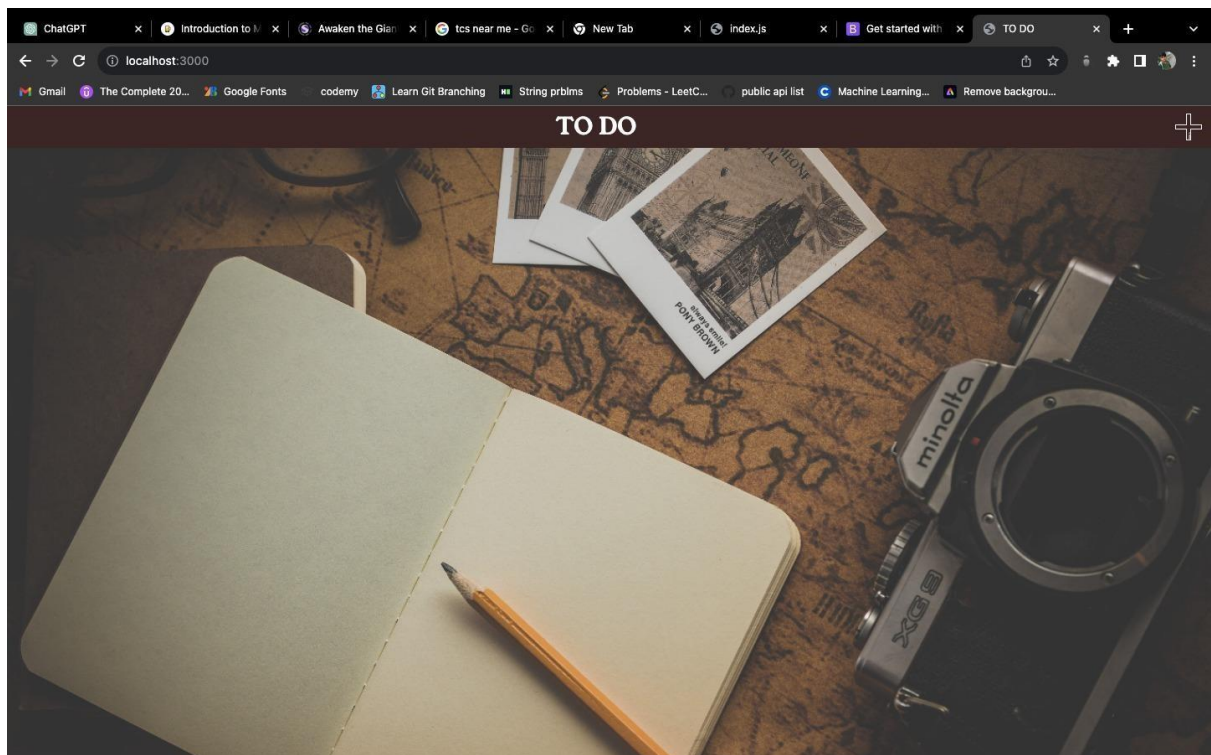 ChatGPT
Introduction to M
Awaken the Gian
tcs near me - Go
New Tab
index.js
Get started with
TO DO
localhost:3000
Gmail
The Complete 20...
Google Fonts
codemy
Learn Git Branching
String prblms
Problems - LeetC...
public api list
Machine Learning...
Remove backgrou...
TO DO
SOMEONE
always smile!
PONY BROWN
minolta
XG 9